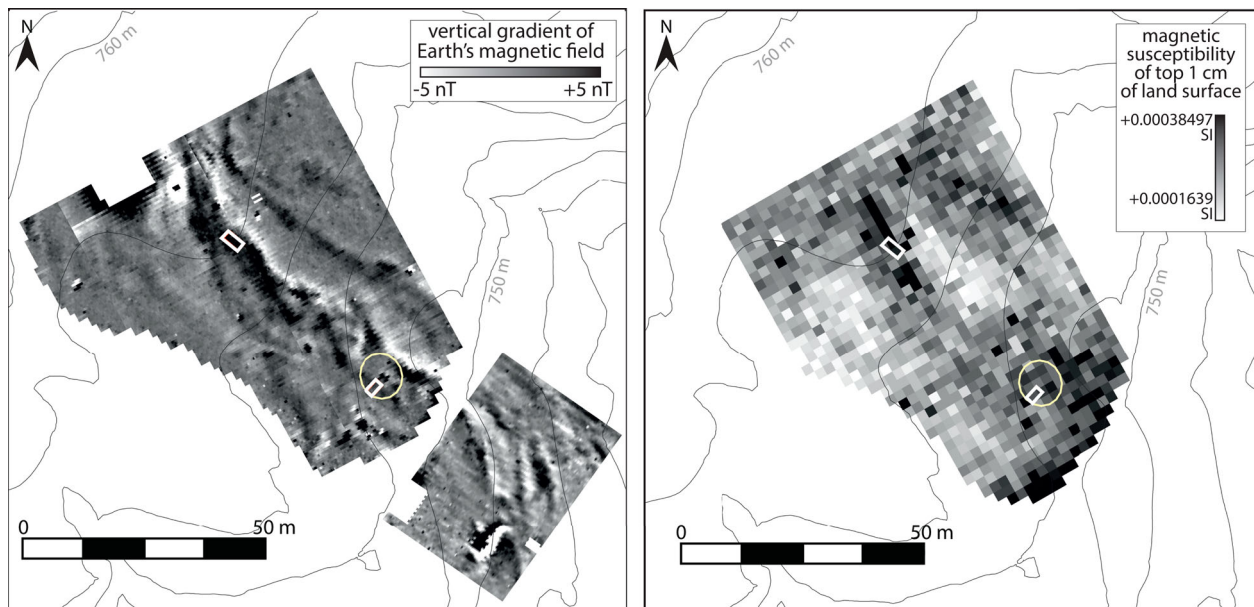 N
760 m
vertical gradient of
Earth's magnetic field
-5 nT
+5 nT
750 m
0
50 m
N
760 m
magnetic
susceptibility
of top 1 cm
of land surface
+0.00038497
SI
+0.0001639
SI
750 m
0
50 m